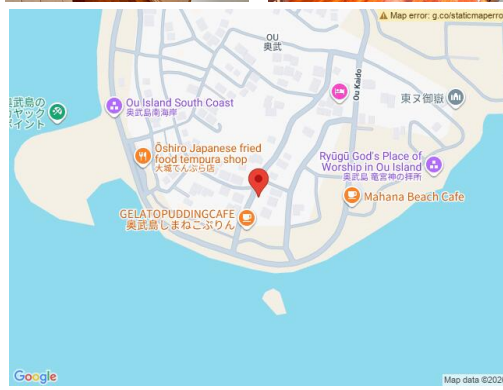 Map error: g.co/staticmaperro
OU
奥武
Ou Kaido
奥武島の
ヤック
ポイント
Ou Island South Coast
奥武島南海岸
東ヌ御嶽
Ōshiro Japanese fried
food tempura shop
大城てんぷら店
Ryūgū God's Place of
Worship in Ou Island
奥武島 竜宮神の拝所
Mahana Beach Cafe
GELATOPUDDINGCAFE
奥武島しまねこぷりん
Google
Map data ©2026